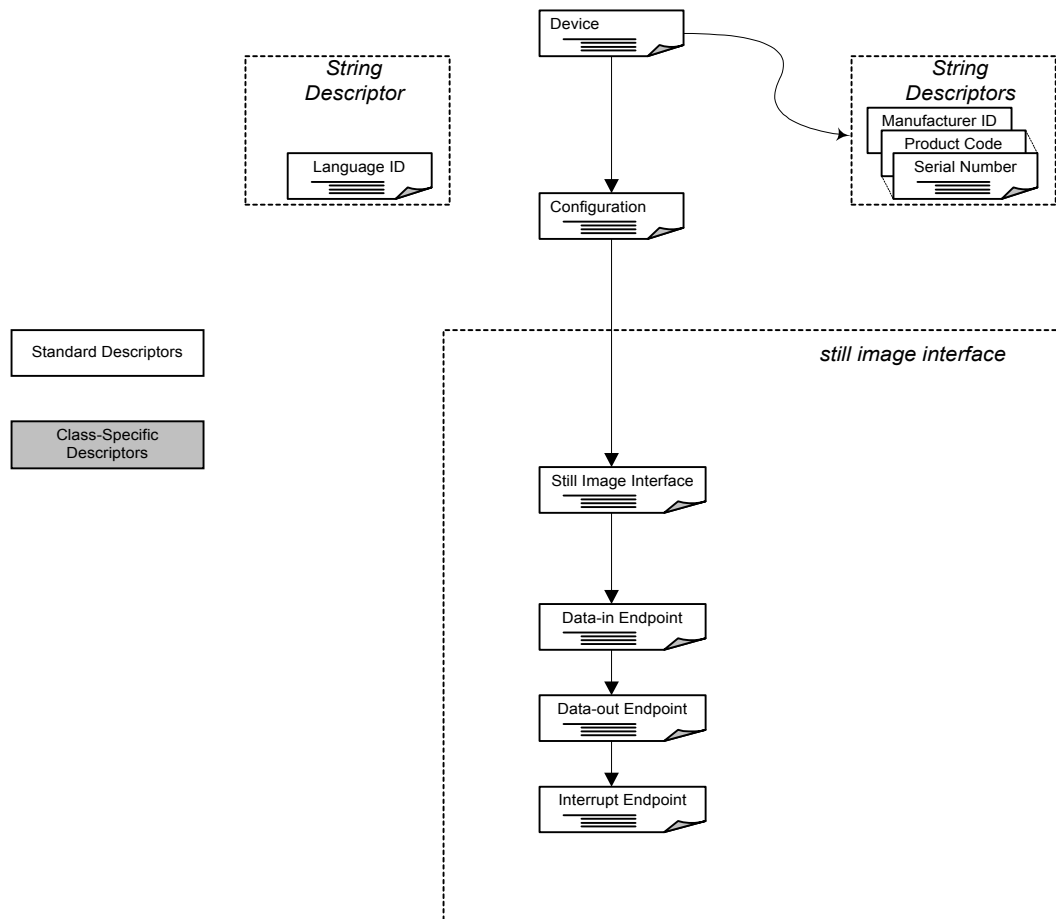 Device
String
Descriptor
Language ID
String
Descriptors
Manufacturer ID
Product Code
Serial Number
Configuration
Standard Descriptors
Class-Specific
Descriptors
still image interface
Still Image Interface
Data-in Endpoint
Data-out Endpoint
Interrupt Endpoint